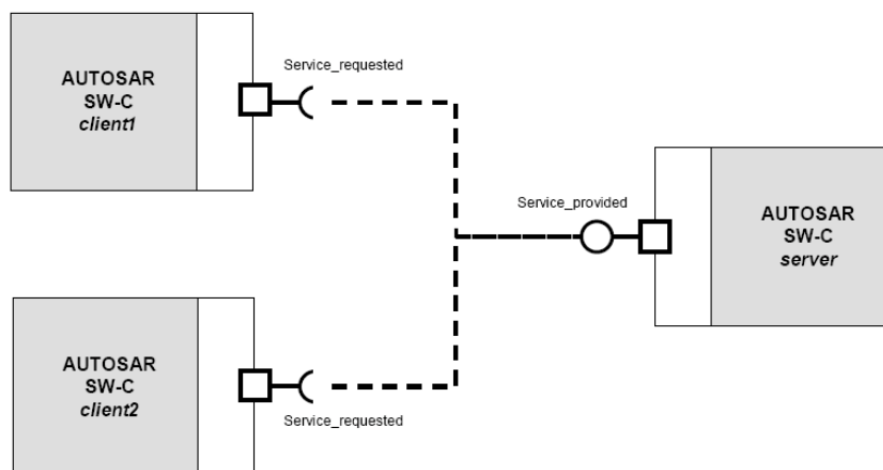 AUTOSAR
SW-C
client1
Service_requested
Service_provided
AUTOSAR
SW-C
server
AUTOSAR
SW-C
client2
Service_requested